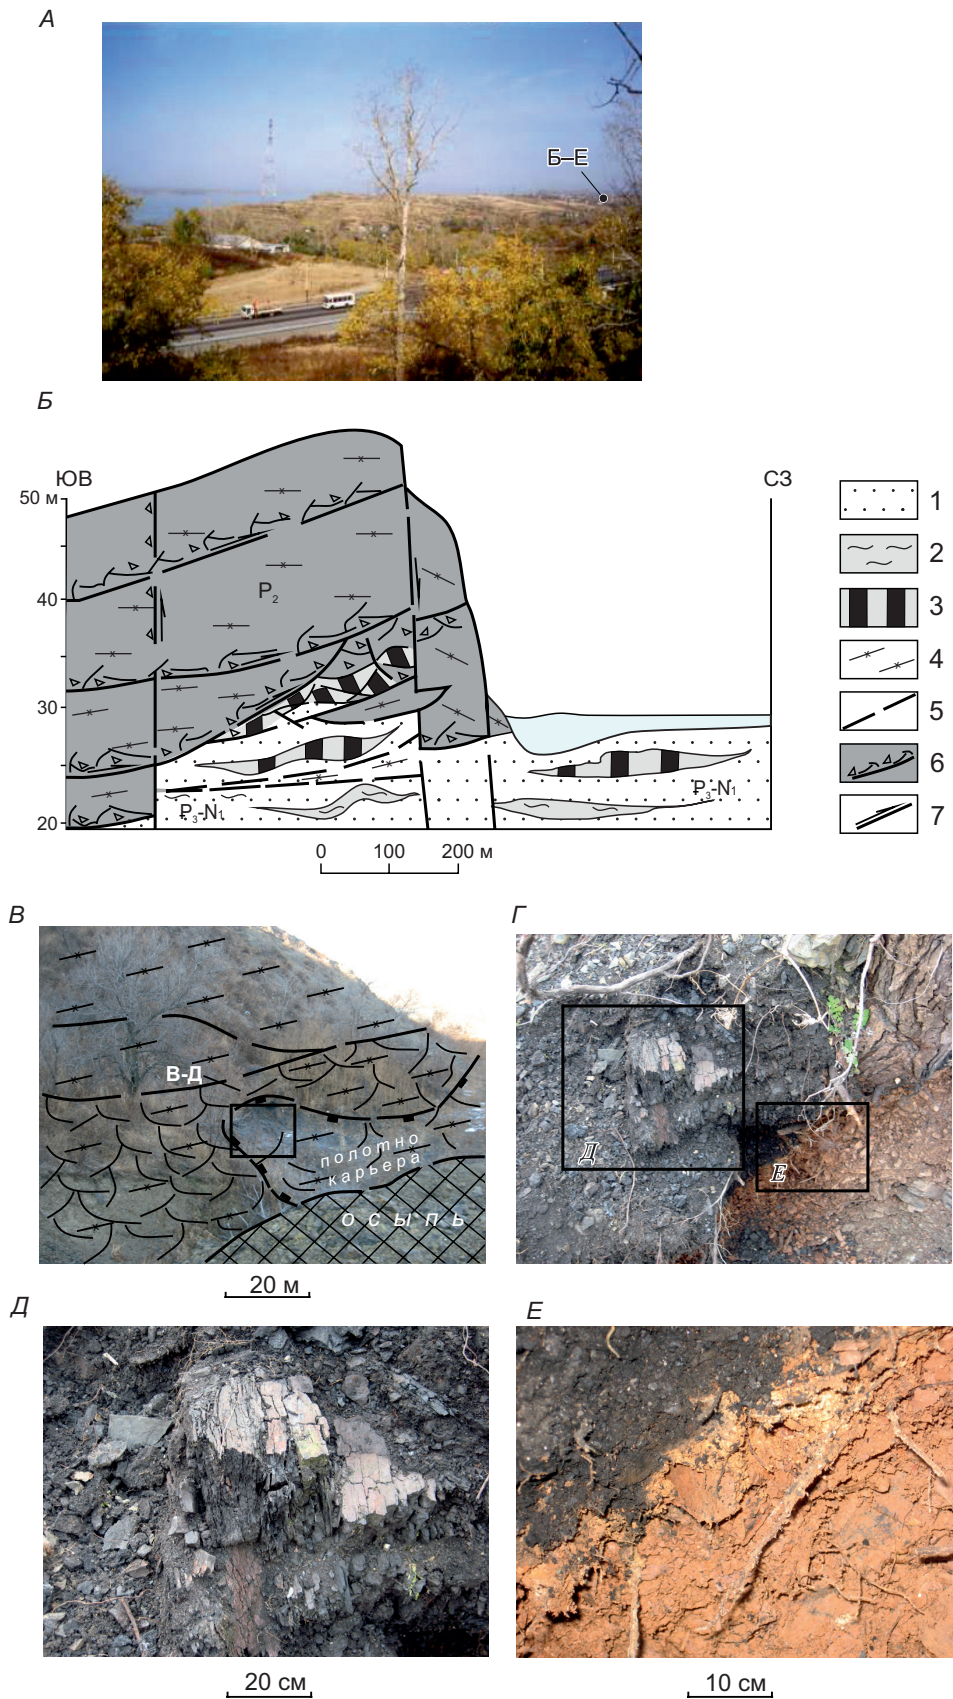 А
Б–Е
Б
ЮВ
СЗ
50 м
40
30
20
P₂
P₃-N₁
P₃-N₁
0 100 200 м
1
2
3
4
5
6
7
В
Г
В-Д
полотно
карьера
осыпь
20 м
Д
Е
Д
Е
20 см
10 см